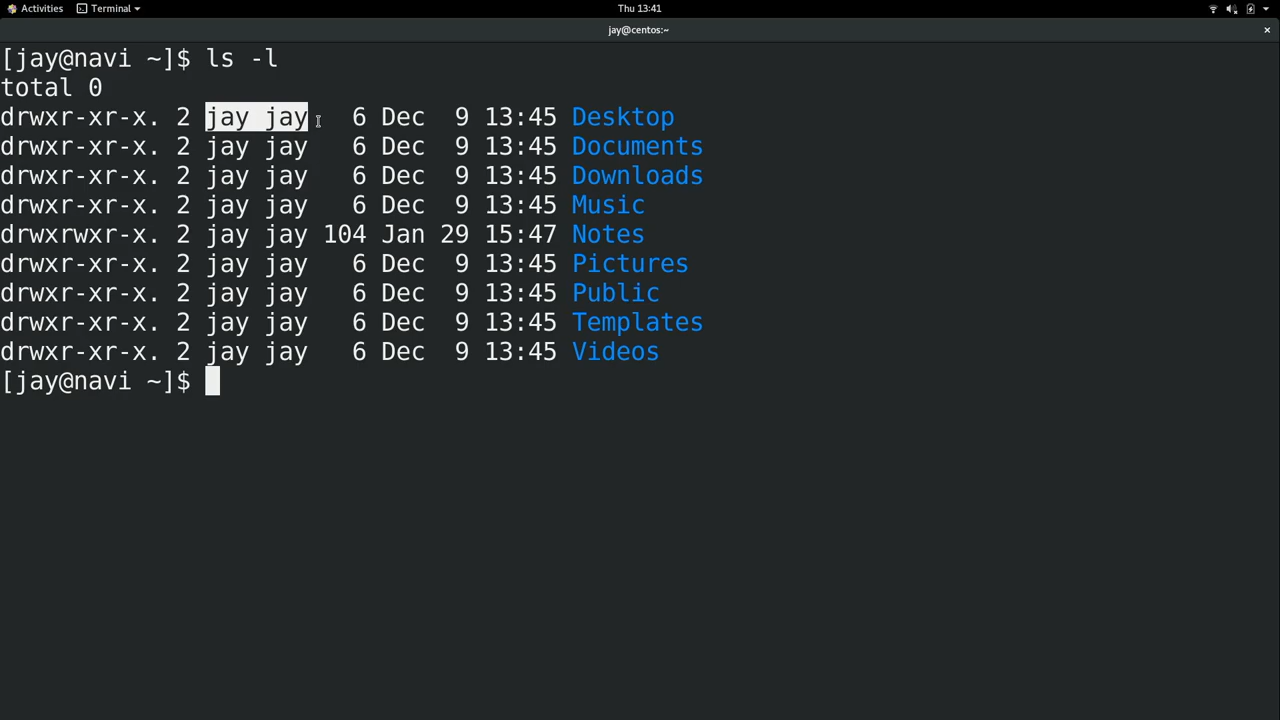 Activities Terminal Thu 13:41
jay@centos:~ ×
[jay@navi ~]$ ls -l
total 0
drwxr-xr-x. 2 jay jay   6 Dec  9 13:45 Desktop
drwxr-xr-x. 2 jay jay   6 Dec  9 13:45 Documents
drwxr-xr-x. 2 jay jay   6 Dec  9 13:45 Downloads
drwxr-xr-x. 2 jay jay   6 Dec  9 13:45 Music
drwxrwxr-x. 2 jay jay 104 Jan 29 15:47 Notes
drwxr-xr-x. 2 jay jay   6 Dec  9 13:45 Pictures
drwxr-xr-x. 2 jay jay   6 Dec  9 13:45 Public
drwxr-xr-x. 2 jay jay   6 Dec  9 13:45 Templates
drwxr-xr-x. 2 jay jay   6 Dec  9 13:45 Videos
[jay@navi ~]$